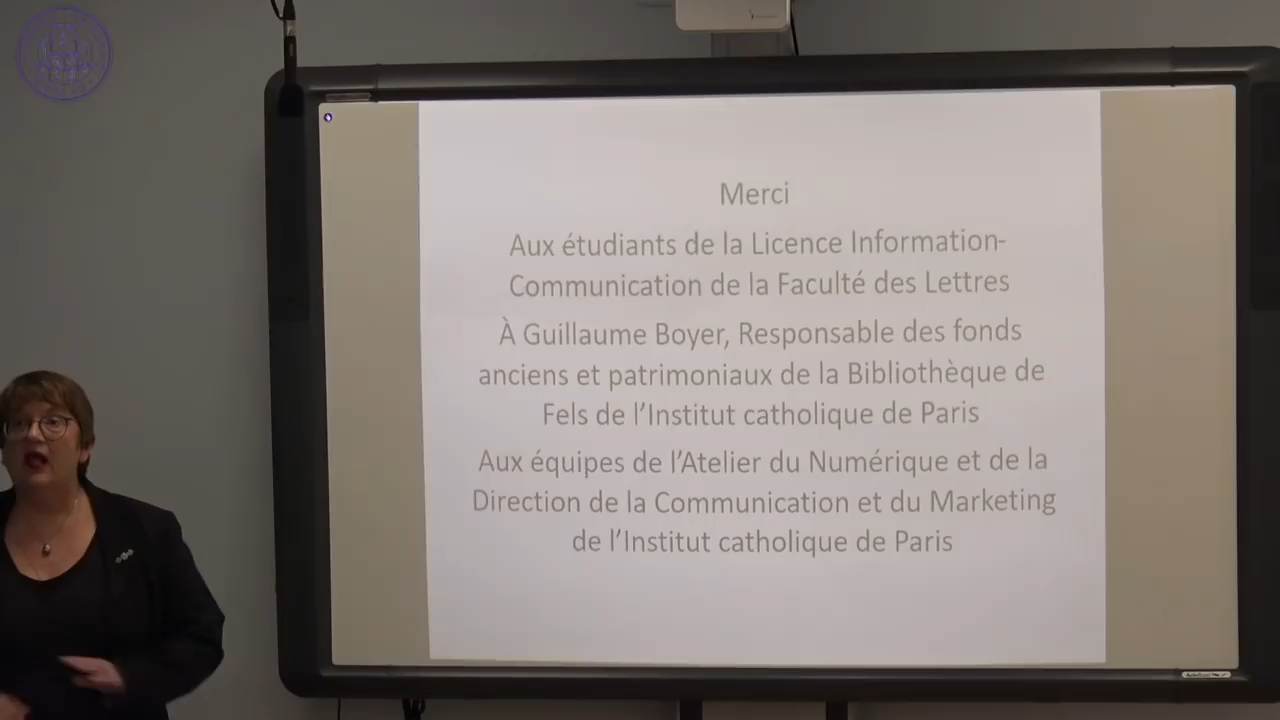 Merci
Aux étudiants de la Licence Information-
Communication de la Faculté des Lettres
À Guillaume Boyer, Responsable des fonds
anciens et patrimoniaux de la Bibliothèque de
Fels de l’Institut catholique de Paris
Aux équipes de l’Atelier du Numérique et de la
Direction de la Communication et du Marketing
de l’Institut catholique de Paris